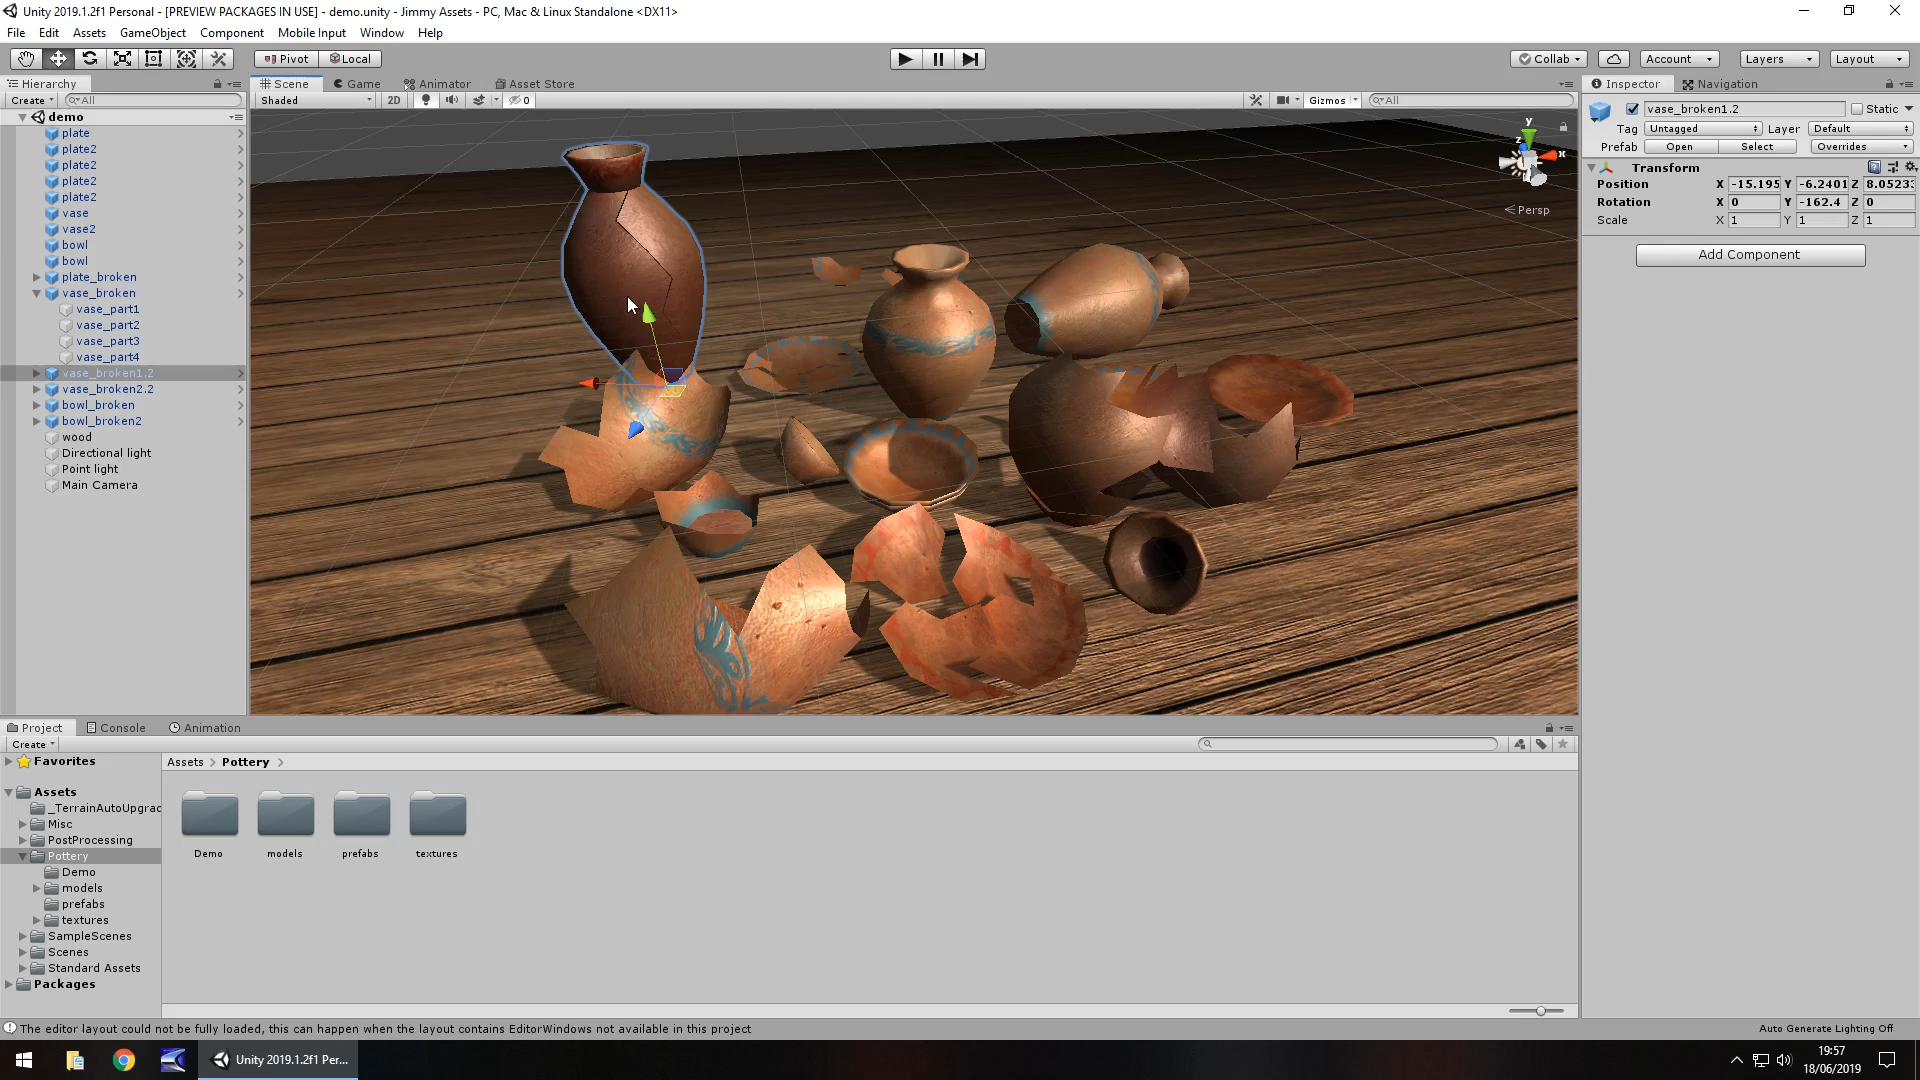 Unity 2019.1.2f1 Personal - [PREVIEW PACKAGES IN USE] - demo.unity - Jimmy Assets - PC, Mac & Linux Standalone <DX11>
File Edit Assets GameObject Component Mobile Input Window Help
Pivot Local Collab Account Layers Layout
Hierarchy
Create All
demo
plate
plate2
plate2
plate2
plate2
vase
vase2
bowl
bowl
plate_broken
vase_broken
vase_part1
vase_part2
vase_part3
vase_part4
vase_broken1.2
vase_broken2.2
bowl_broken
bowl_broken2
wood
Directional light
Point light
Main Camera
Scene Game Animator Asset Store
Shaded 2D 0 Gizmos All
y
z
x
Persp
Inspector Navigation
vase_broken1.2 Static
Tag Untagged Layer Default
Prefab Open Select Overrides
Transform
Position X -15.195 Y -6.2401 Z 8.0523
Rotation X 0 Y -162.4 Z 0
Scale X 1 Y 1 Z 1
Add Component
Project Console Animation
Create
Favorites
Assets
_TerrainAutoUpgrad
Misc
PostProcessing
Pottery
Demo
models
prefabs
textures
SampleScenes
Scenes
Standard Assets
Packages
Assets > Pottery >
Demo models prefabs textures
The editor layout could not be fully loaded, this can happen when the layout contains EditorWindows not available in this project
Auto Generate Lighting Off
Unity 2019.1.2f1 Per...
19:57
18/06/2019